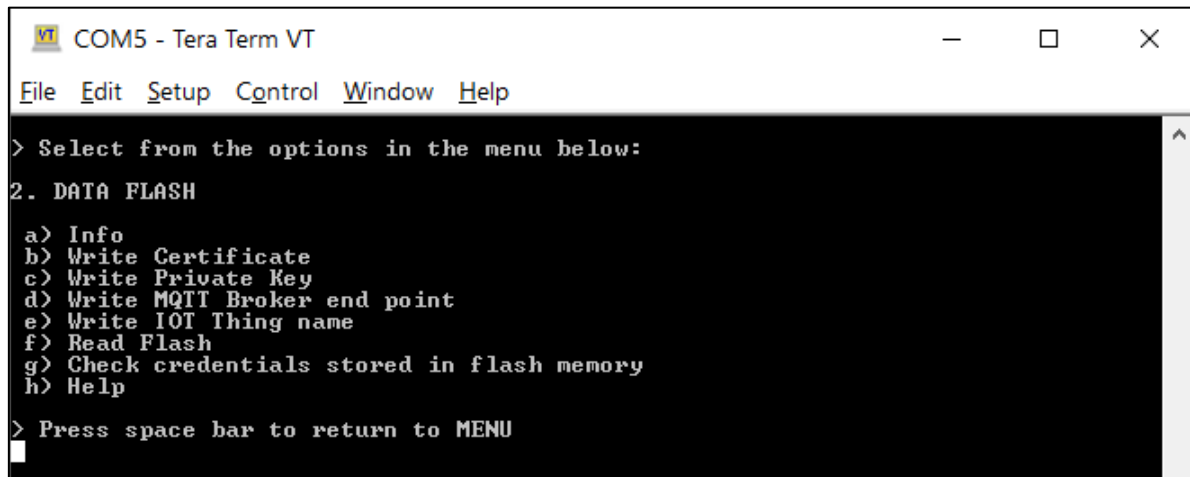 VT COM5 - Tera Term VT
File Edit Setup Control Window Help
> Select from the options in the menu below:
2. DATA FLASH
a) Info
b) Write Certificate
c) Write Private Key
d) Write MQTT Broker end point
e) Write IOT Thing name
f) Read Flash
g) Check credentials stored in flash memory
h) Help
> Press space bar to return to MENU